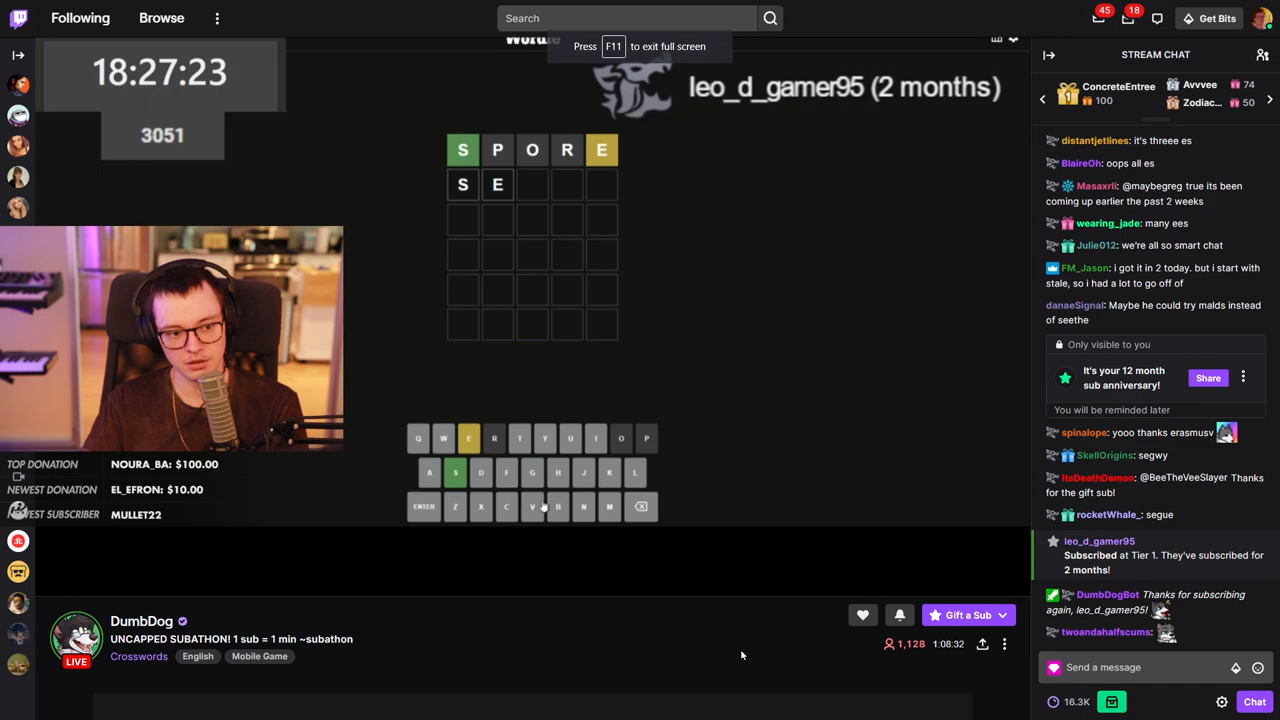 Following
Browse
Search
45
18
Get Bits
Press F11 to exit full screen
Wordle
18:27:23
3051
leo_d_gamer95 (2 months)
S P O R E
S E
Q W E R T Y U I O P
A S D F G H J K L
ENTER Z X C V B N M
TOP DONATION NOURA_BA: $100.00
NEWEST DONATION EL_EFRON: $10.00
NEWEST SUBSCRIBER MULLET22
DumbDog
LIVE
UNCAPPED SUBATHON! 1 sub = 1 min ~subathon
Crosswords English Mobile Game
Gift a Sub
1,128 1:08:32
STREAM CHAT
1 ConcreteEntree
100
2 Avvvee 74
3 Zodiac... 50
distantjetlines: it's threee es
BlaireOh: oops all es
Masaxrli: @maybegreg true its been
coming up earlier the past 2 weeks
wearing_jade: many ees
Julie012: we're all so smart chat
FM_Jason: i got it in 2 today. but i start with
stale, so i had a lot to go off of
danaeSignal: Maybe he could try malds instead
of seethe
Only visible to you
It's your 12 month
sub anniversary!
Share
You will be reminded later
spinalope: yooo thanks erasmusv
SkellOrigins: segwy
ItsDeathDemon: @BeeTheVeeSlayer Thanks
for the gift sub!
rocketWhale_: segue
leo_d_gamer95
Subscribed at Tier 1. They've subscribed for
2 months!
DumbDogBot Thanks for subscribing
again, leo_d_gamer95!
twoandahalfscums:
Send a message
16.3K
Chat